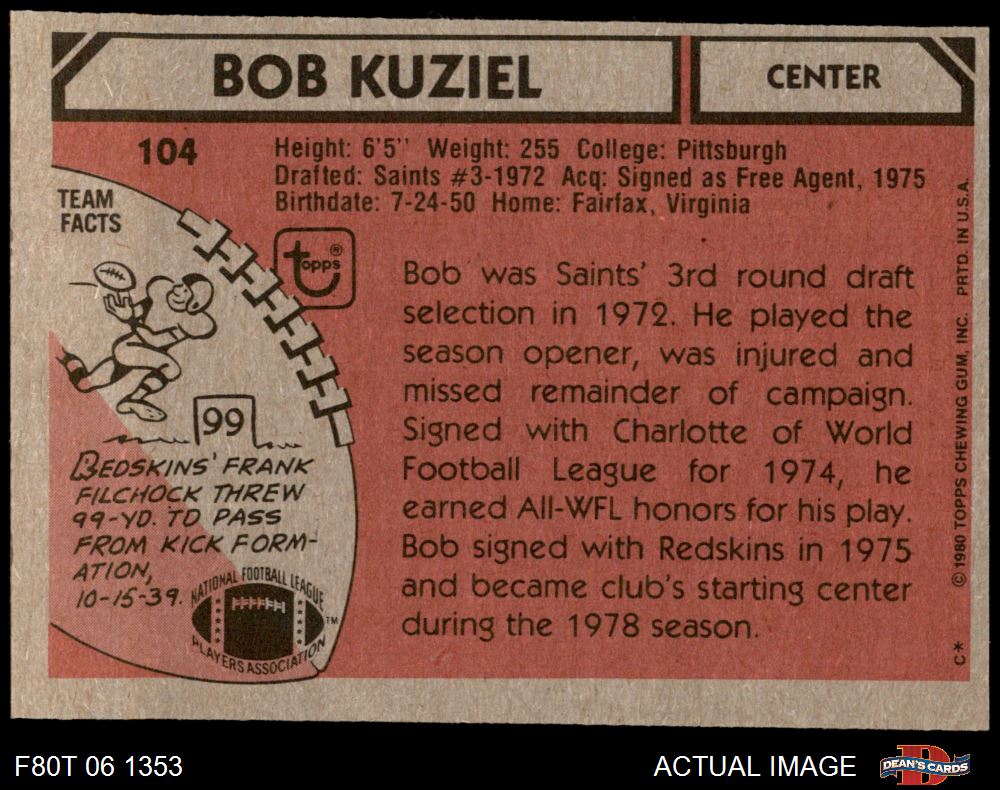 BOB KUZIEL
CENTER
104
Height: 6'5" Weight: 255 College: Pittsburgh
Drafted: Saints #3-1972 Acq: Signed as Free Agent, 1975
Birthdate: 7-24-50 Home: Fairfax, Virginia
TEAM
FACTS
topps®
Bob was Saints' 3rd round draft
selection in 1972. He played the
season opener, was injured and
missed remainder of campaign.
Signed with Charlotte of World
Football League for 1974, he
earned All-WFL honors for his play.
Bob signed with Redskins in 1975
and became club's starting center
during the 1978 season.
99
REDSKINS' FRANK
FILCHOCK THREW
99-YD. TD PASS
FROM KICK FORM-
ATION,
10-15-39.
NATIONAL FOOTBALL LEAGUE
PLAYERS ASSOCIATION
TM
© 1980 TOPPS CHEWING GUM, INC. PRTD. IN U.S.A.
C*
F80T 06 1353
ACTUAL IMAGE
D
DEAN'S CARDS